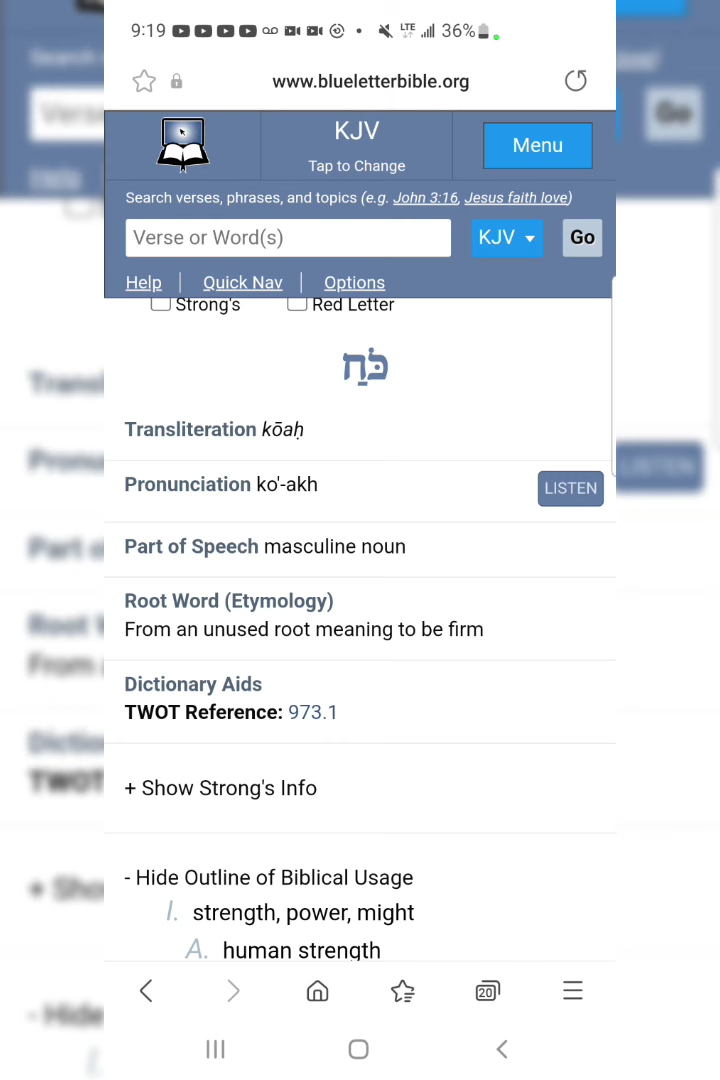 9:19 LTE 36%
www.blueletterbible.org
KJV
Tap to Change
Menu
Search verses, phrases, and topics (e.g. John 3:16, Jesus faith love)
Verse or Word(s)
KJV
Go
Help
Quick Nav
Options
Strong's
Red Letter
כֹּחַ
Transliteration kōaḥ
Pronunciation ko'-akh
LISTEN
Part of Speech masculine noun
Root Word (Etymology)
From an unused root meaning to be firm
Dictionary Aids
TWOT Reference: 973.1
+ Show Strong's Info
- Hide Outline of Biblical Usage
I. strength, power, might
A. human strength
20